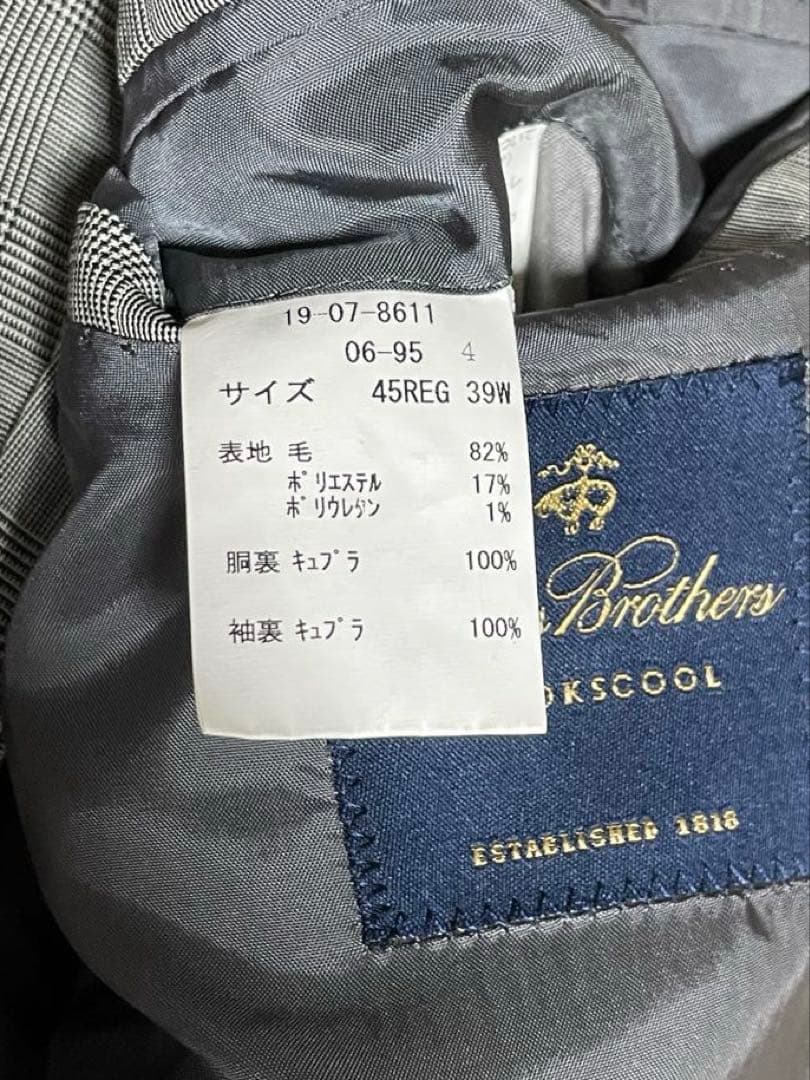 19-07-8611
06-95 4
サイズ 45REG 39W
表地 毛 82%
ポリエステル 17%
ポリウレタン 1%
胴裏 キュプラ 100%
袖裏 キュプラ 100%
Brothers
OKSCOOL
ESTABLISHED 1818